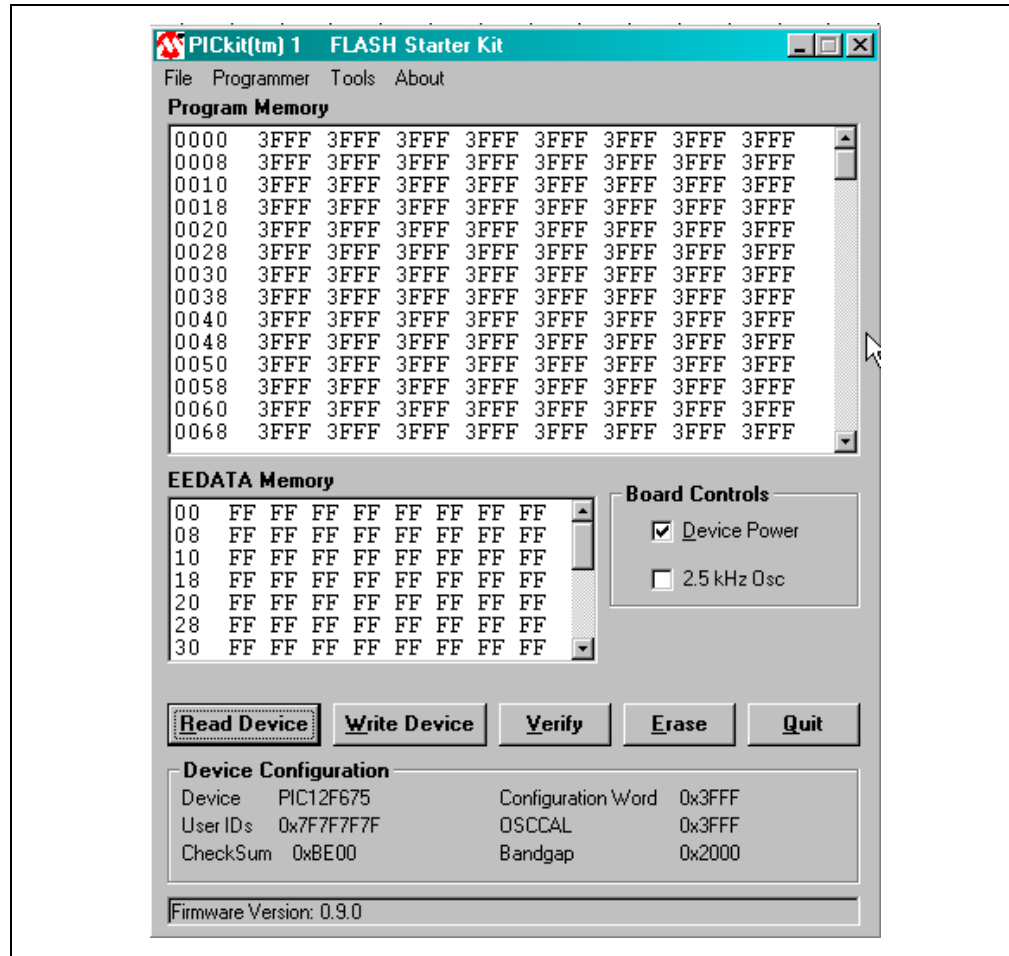 PICkit(tm) 1 FLASH Starter Kit
File Programmer Tools About
Program Memory
0000 3FFF 3FFF 3FFF 3FFF 3FFF 3FFF 3FFF 3FFF
0008 3FFF 3FFF 3FFF 3FFF 3FFF 3FFF 3FFF 3FFF
0010 3FFF 3FFF 3FFF 3FFF 3FFF 3FFF 3FFF 3FFF
0018 3FFF 3FFF 3FFF 3FFF 3FFF 3FFF 3FFF 3FFF
0020 3FFF 3FFF 3FFF 3FFF 3FFF 3FFF 3FFF 3FFF
0028 3FFF 3FFF 3FFF 3FFF 3FFF 3FFF 3FFF 3FFF
0030 3FFF 3FFF 3FFF 3FFF 3FFF 3FFF 3FFF 3FFF
0038 3FFF 3FFF 3FFF 3FFF 3FFF 3FFF 3FFF 3FFF
0040 3FFF 3FFF 3FFF 3FFF 3FFF 3FFF 3FFF 3FFF
0048 3FFF 3FFF 3FFF 3FFF 3FFF 3FFF 3FFF 3FFF
0050 3FFF 3FFF 3FFF 3FFF 3FFF 3FFF 3FFF 3FFF
0058 3FFF 3FFF 3FFF 3FFF 3FFF 3FFF 3FFF 3FFF
0060 3FFF 3FFF 3FFF 3FFF 3FFF 3FFF 3FFF 3FFF
0068 3FFF 3FFF 3FFF 3FFF 3FFF 3FFF 3FFF 3FFF
EEDATA Memory
00 FF FF FF FF FF FF FF FF
08 FF FF FF FF FF FF FF FF
10 FF FF FF FF FF FF FF FF
18 FF FF FF FF FF FF FF FF
20 FF FF FF FF FF FF FF FF
28 FF FF FF FF FF FF FF FF
30 FF FF FF FF FF FF FF FF
Board Controls
Device Power
2.5 kHz Osc
Read Device Write Device Verify Erase Quit
Device Configuration
Device PIC12F675 Configuration Word 0x3FFF
User IDs 0x7F7F7F7F OSCCAL 0x3FFF
CheckSum 0xBE00 Bandgap 0x2000
Firmware Version: 0.9.0